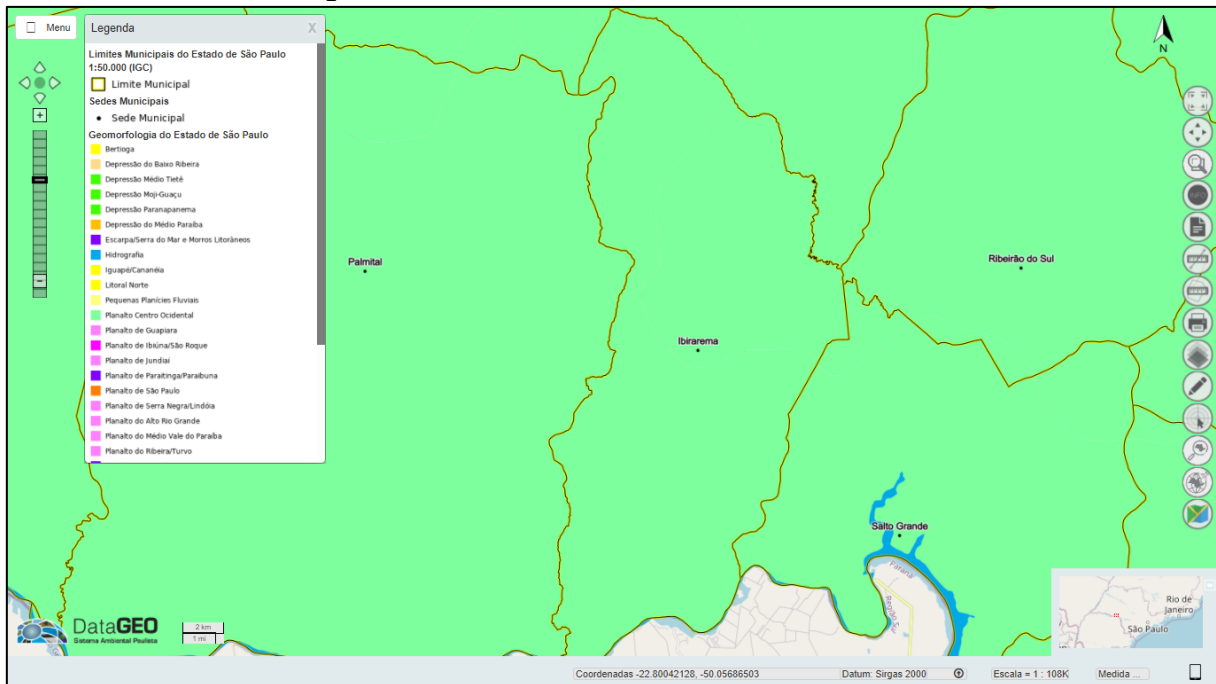 Menu
Legenda
X
Limites Municipais do Estado de São Paulo
1:50.000 (IGC)
Limite Municipal
Sedes Municipais
Sede Municipal
Geomorfologia do Estado de São Paulo
Bertioga
Depressão do Baixo Ribeira
Depressão Médio Tietê
Depressão Moji-Guaçu
Depressão Paranapanema
Depressão do Médio Paraíba
Escarpa/Serra do Mar e Morros Litorâneos
Hidrografia
Iguapé/Cananéia
Litoral Norte
Pequenas Planícies Fluviais
Planalto Centro Ocidental
Planalto de Guapiara
Planalto de Ibiúna/São Roque
Planalto de Jundiai
Planalto de Paraitinga/Paraibuna
Planalto de São Paulo
Planalto de Serra Negra/Lindóia
Planalto do Alto Rio Grande
Planalto do Médio Vale do Paraíba
Planalto do Ribeira/Turvo
N
Palmital
Ribeirão do Sul
Ibirarema
Salto Grande
Paraná
Região Sul
INFO
Rio de
Janeiro
São Paulo
DataGEO
Sistema Ambiental Paulista
2 km
1 mi
Coordenadas -22.80042128, -50.05686503
Datum: Sirgas 2000
Escala = 1 : 108K
Medida ...